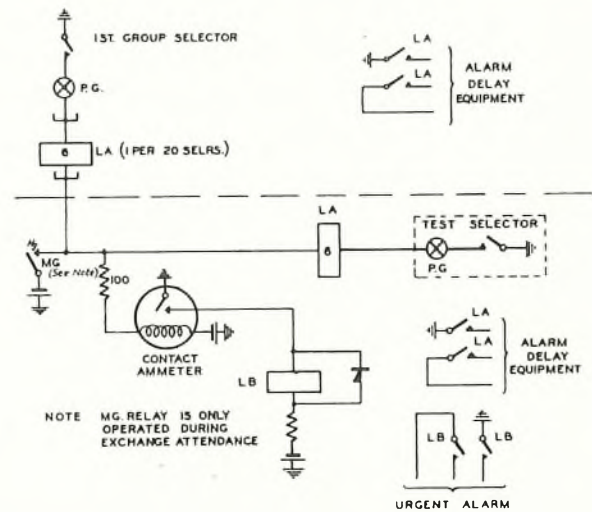 1ST. GROUP SELECTOR
P.G.
6
LA (1 PER 20 SELRS.)
LA
LA
ALARM
DELAY
EQUIPMENT
LA
6
TEST SELECTOR
P.G
MG
(See Note)
100
CONTACT
AMMETER
LB
LA
LA
ALARM
DELAY
EQUIPMENT
NOTE MG. RELAY IS ONLY
OPERATED DURING
EXCHANGE ATTENDANCE
LB
LB
URGENT ALARM